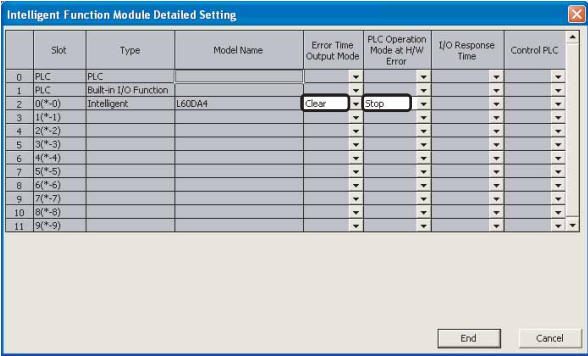 Intelligent Function Module Detailed Setting
Slot Type Model Name Error Time Output Mode PLC Operation Mode at H/W Error I/O Response Time Control PLC
0 PLC PLC
1 PLC Built-in I/O Function
2 0(*-0) Intelligent L60DA4 Clear Stop
3 1(*-1)
4 2(*-2)
5 3(*-3)
6 4(*-4)
7 5(*-5)
8 6(*-6)
9 7(*-7)
10 8(*-8)
11 9(*-9)
End Cancel